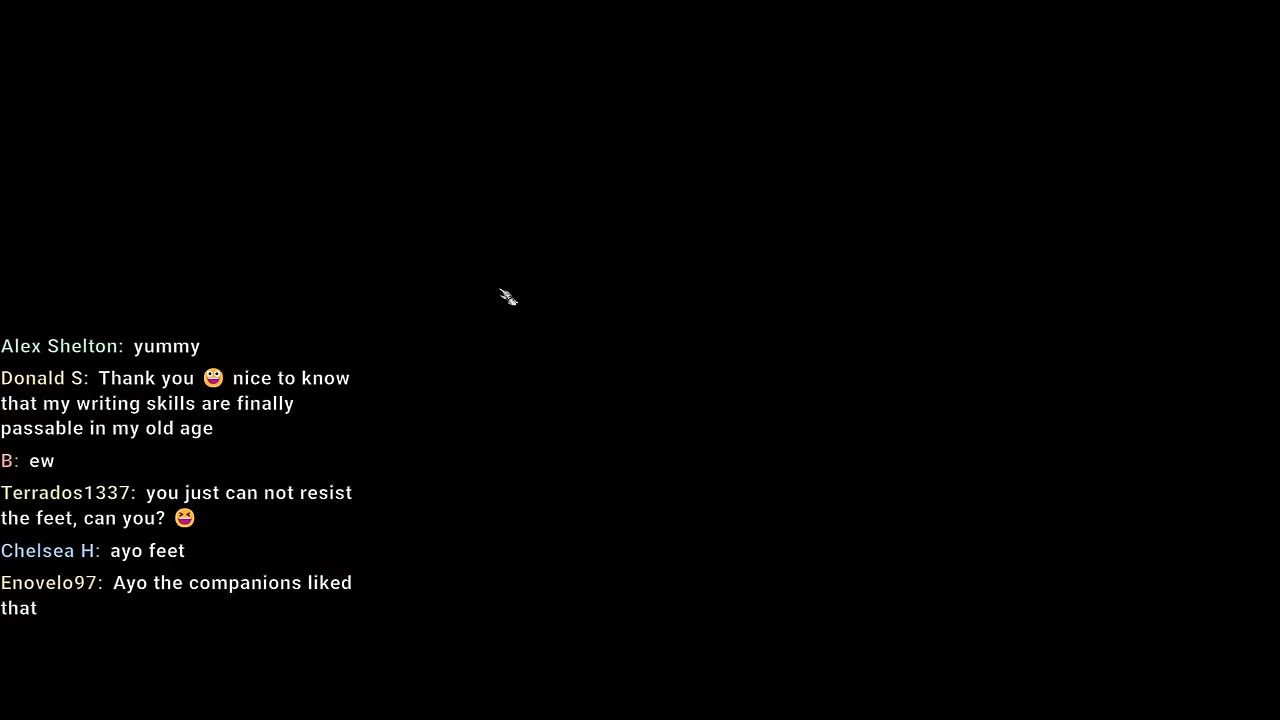 Alex Shelton: yummy
Donald S: Thank you 😀 nice to know
that my writing skills are finally
passable in my old age
B: ew
Terrados1337: you just can not resist
the feet, can you? 😆
Chelsea H: ayo feet
Enovelo97: Ayo the companions liked
that